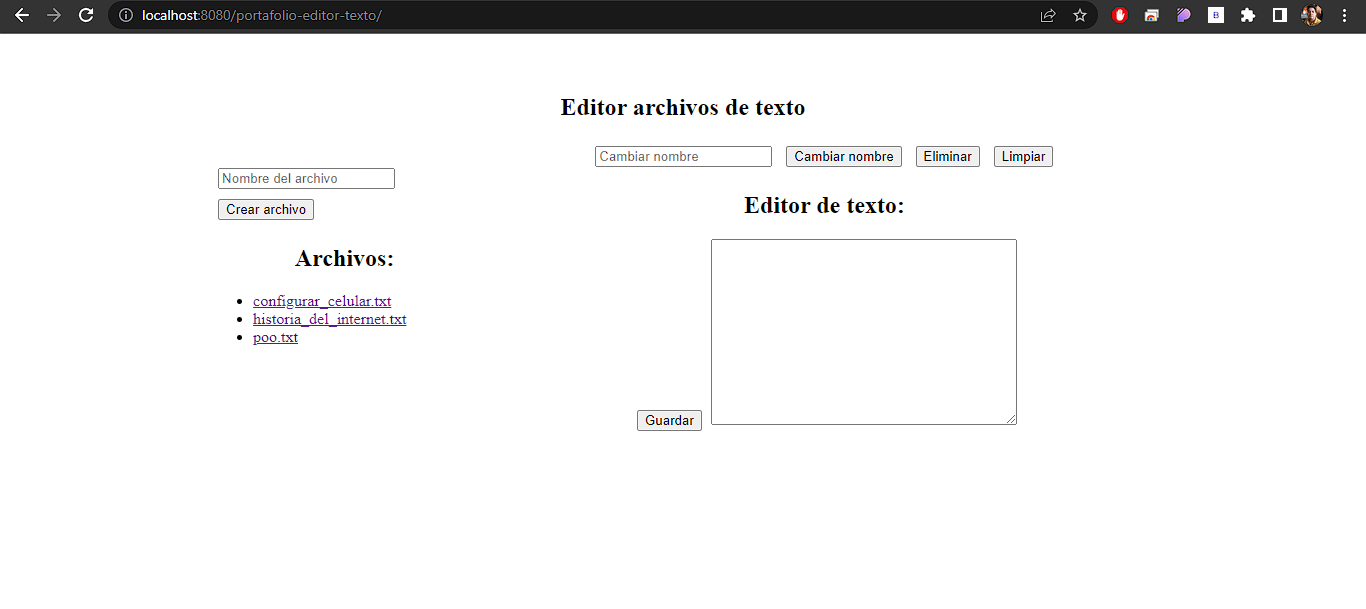 localhost:8080/portafolio-editor-texto/
B
Editor archivos de texto
Cambiar nombre Cambiar nombre Eliminar Limpiar
Nombre del archivo
Crear archivo
Editor de texto:
Archivos:
configurar_celular.txt
historia_del_internet.txt
poo.txt
Guardar